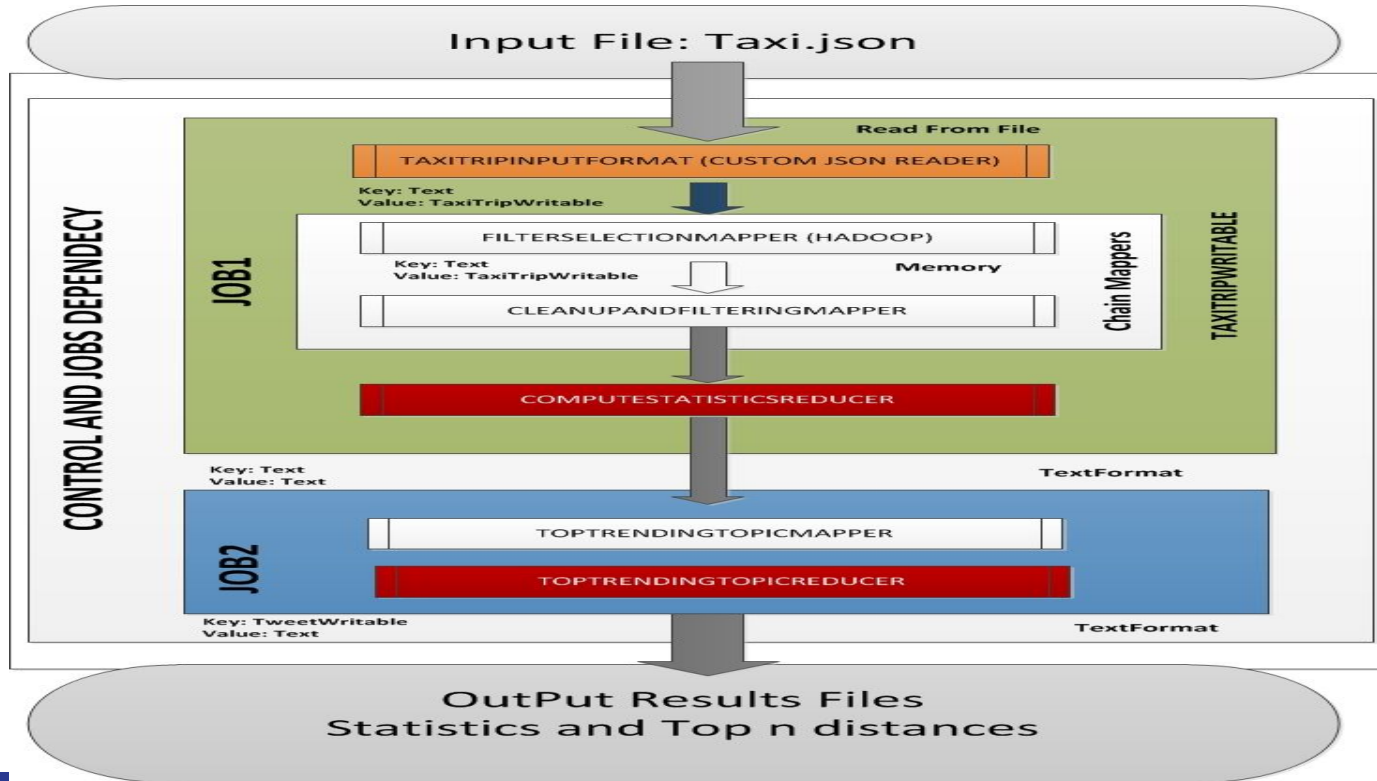 Input File: Taxi.json
CONTROL AND JOBS DEPENDECY
JOB1
Read From File
TAXITRIPINPUTFORMAT (CUSTOM JSON READER)
Key: Text
Value: TaxiTripWritable
FILTERSELECTIONMAPPER (HADOOP)
Key: Text
Value: TaxiTripWritable
Memory
CLEANUPANDFILTERINGMAPPER
Chain Mappers
TAXITRIPWRITABLE
COMPUTESTATISTICSREDUCER
Key: Text
Value: Text
TextFormat
JOB2
TOPTRENDINGTOPICMAPPER
TOPTRENDINGTOPICREDUCER
Key: TweetWritable
Value: Text
TextFormat
OutPut Results Files
Statistics and Top n distances